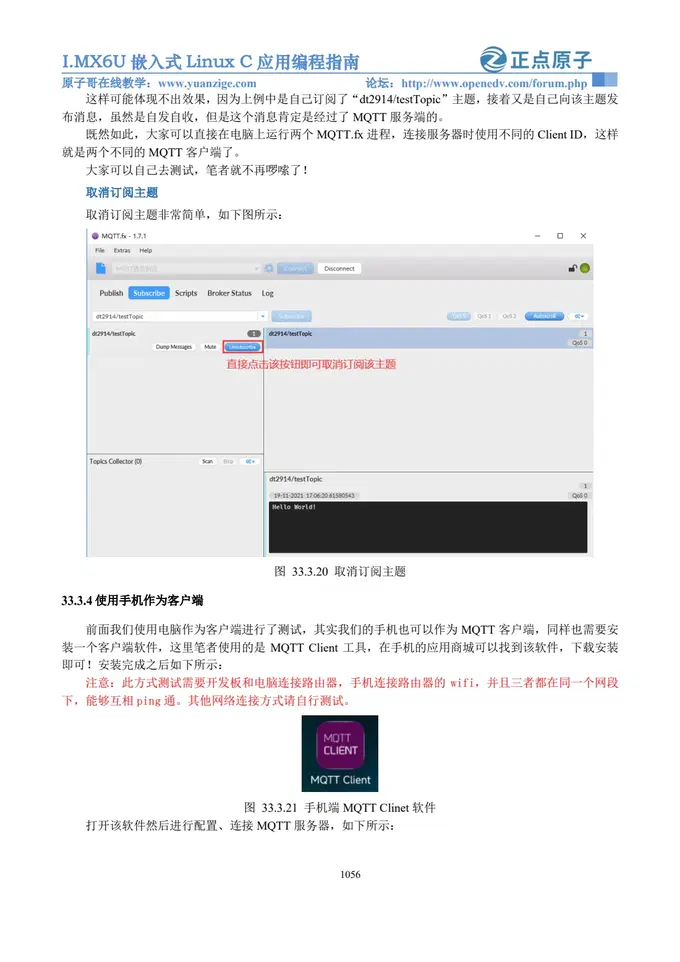 I.MX6U 嵌入式 Linux C 应用编程指南
正点原子
原子哥在线教学：www.yuanzige.com 论坛：http://www.openedv.com/forum.php
这样可能体现不出效果，因为上例中是自己订阅了“dt2914/testTopic”主题，接着又是自己向该主题发
布消息，虽然是自发自收，但是这个消息肯定是经过了 MQTT 服务端的。
既然如此，大家可以直接在电脑上运行两个 MQTT.fx 进程，连接服务器时使用不同的 Client ID，这样
就是两个不同的 MQTT 客户端了。
大家可以自己去测试，笔者就不再啰嗦了！
取消订阅主题
取消订阅主题非常简单，如下图所示：
MQTT.fx - 1.7.1
File Extras Help
Connect Disconnect
Publish Subscribe Scripts Broker Status Log
dt2914/testTopic Subscribe QoS 0 QoS 1 QoS 2 Autoscroll
dt2914/testTopic 1
Dump Messages Mute Unsubscribe
dt2914/testTopic 1
QoS 0
直接点击该按钮即可取消订阅该主题
Topics Collector (0) Scan Stop
dt2914/testTopic
1
19-11-2021 17:06:20.61580543 QoS 0
Hello World!
图 33.3.20 取消订阅主题
33.3.4 使用手机作为客户端
前面我们使用电脑作为客户端进行了测试，其实我们的手机也可以作为 MQTT 客户端，同样也需要安
装一个客户端软件，这里笔者使用的是 MQTT Client 工具，在手机的应用商城可以找到该软件，下载安装
即可！安装完成之后如下所示：
注意：此方式测试需要开发板和电脑连接路由器，手机连接路由器的 wifi，并且三者都在同一个网段
下，能够互相 ping 通。其他网络连接方式请自行测试。
MQTT
CLIENT
MQTT Client
图 33.3.21 手机端 MQTT Clinet 软件
打开该软件然后进行配置、连接 MQTT 服务器，如下所示：
1056